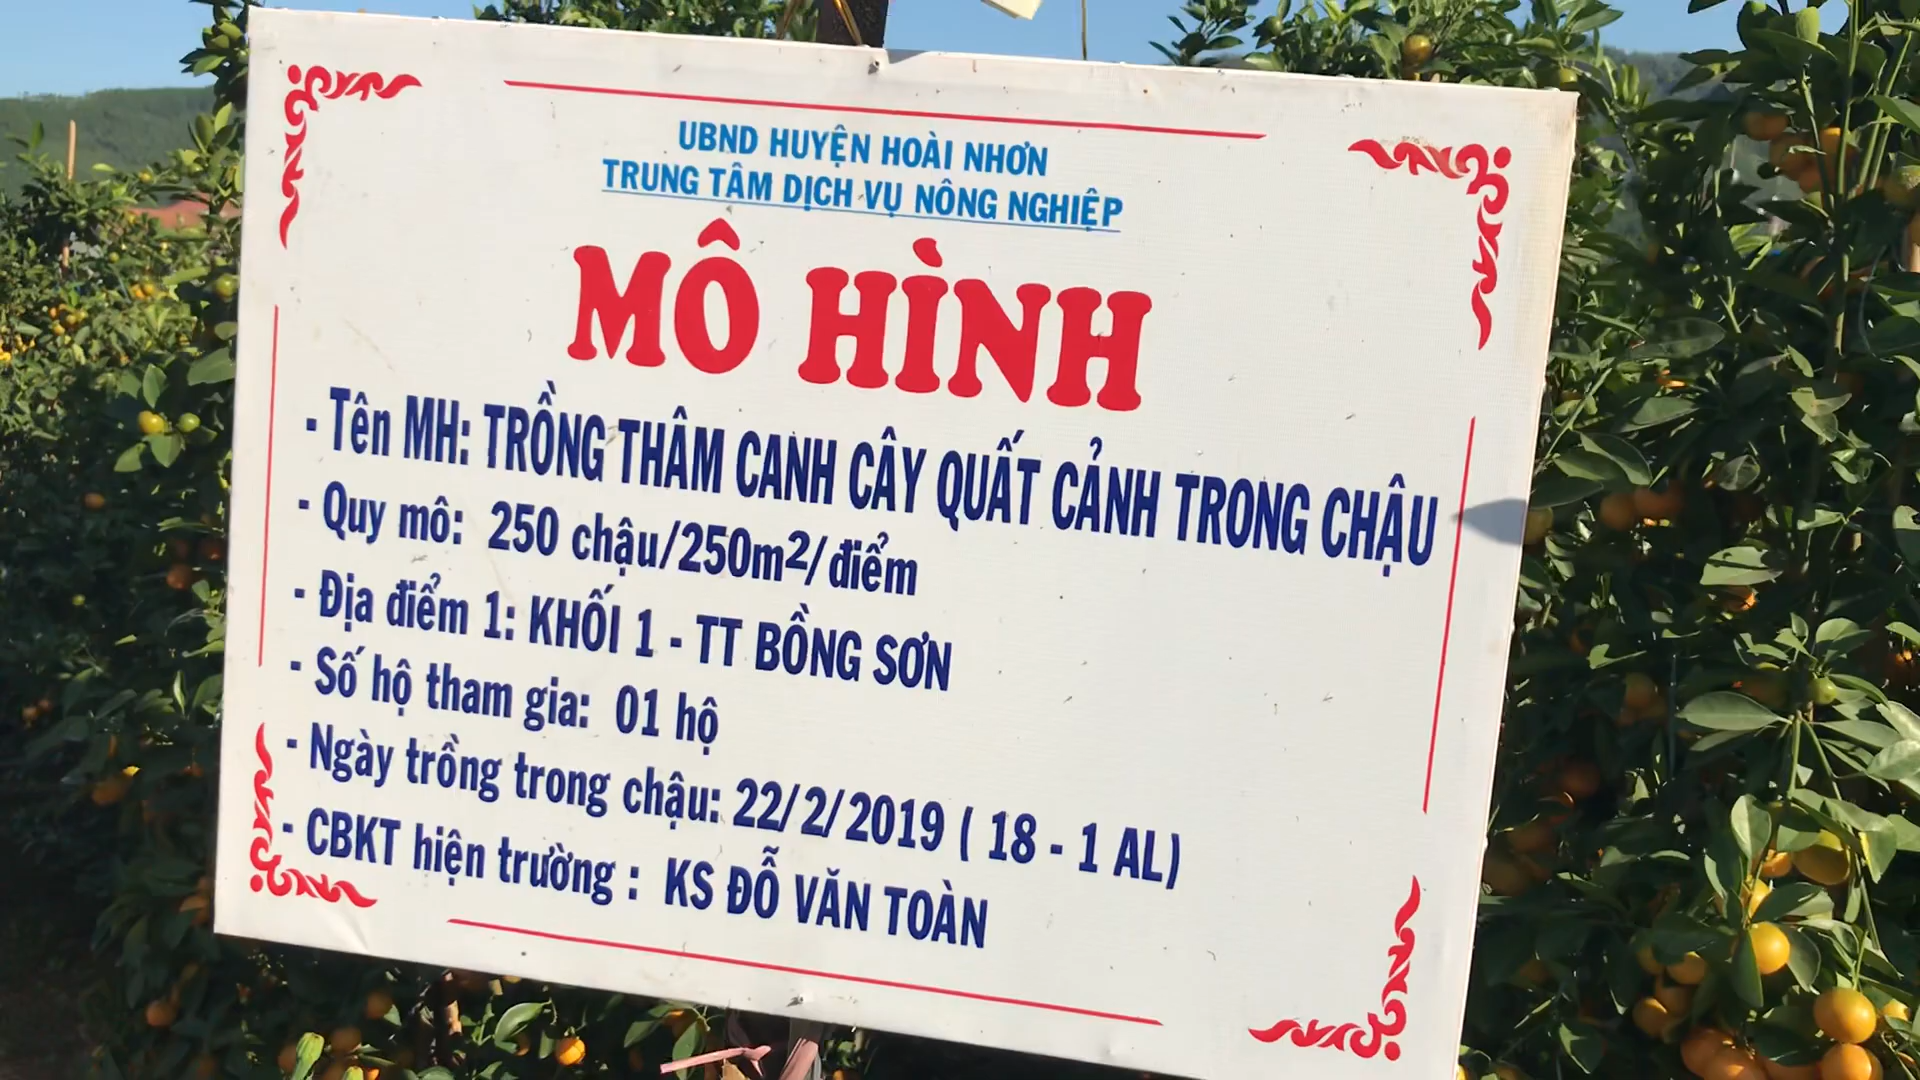 UBND HUYỆN HOÀI NHƠN
TRUNG TÂM DỊCH VỤ NÔNG NGHIỆP
MÔ HÌNH
- Tên MH: TRỒNG THÂM CANH CÂY QUẤT CẢNH TRONG CHẬU
- Quy mô: 250 chậu/250m2/điểm
- Địa điểm 1: KHỐI 1 - TT BỒNG SƠN
- Số hộ tham gia: 01 hộ
- Ngày trồng trong chậu: 22/2/2019 ( 18 - 1 AL)
- CBKT hiện trường : KS ĐỖ VĂN TOÀN